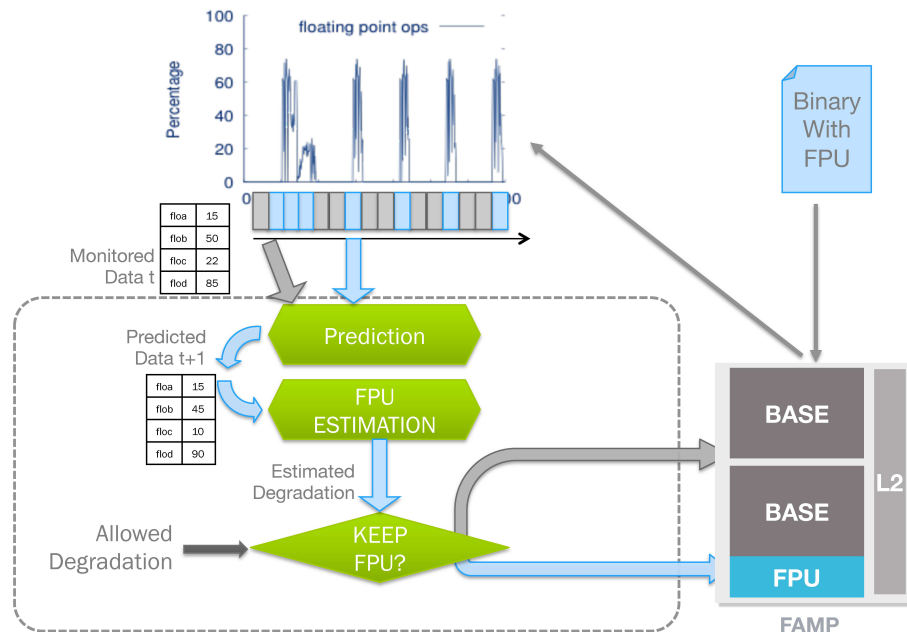 floating point ops
100
80
60
40
20
0
Percentage
0
00
Binary
With
FPU
floa 15
flob 50
floc 22
flod 85
Monitored
Data t
Prediction
Predicted
Data t+1
floa 15
flob 45
floc 10
flod 90
FPU
ESTIMATION
Estimated
Degradation
Allowed
Degradation
KEEP
FPU?
BASE
BASE
FPU
L2
FAMP